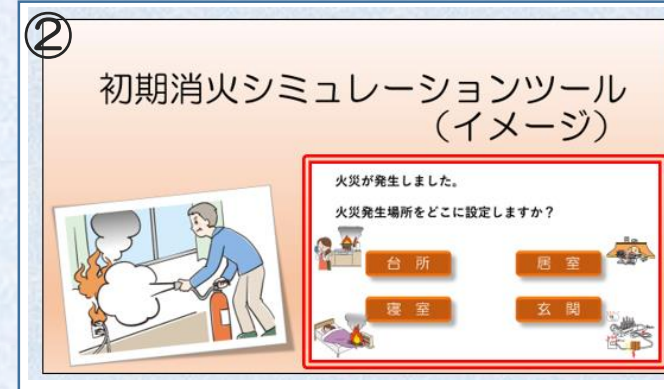 ②
初期消火シミュレーションツール
（イメージ）
火災が発生しました。
火災発生場所をどこに設定しますか？
台 所
居 室
寝 室
玄 関